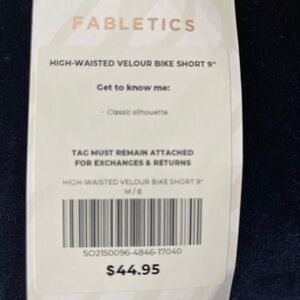 FABLETICS
HIGH-WAISTED VELOUR BIKE SHORT 9"
Get to know me:
- Classic silhouette
TAG MUST REMAIN ATTACHED
FOR EXCHANGES & RETURNS
HIGH-WAISTED VELOUR BIKE SHORT 9"
M / 8
SO2150096-4846-17040
$44.95